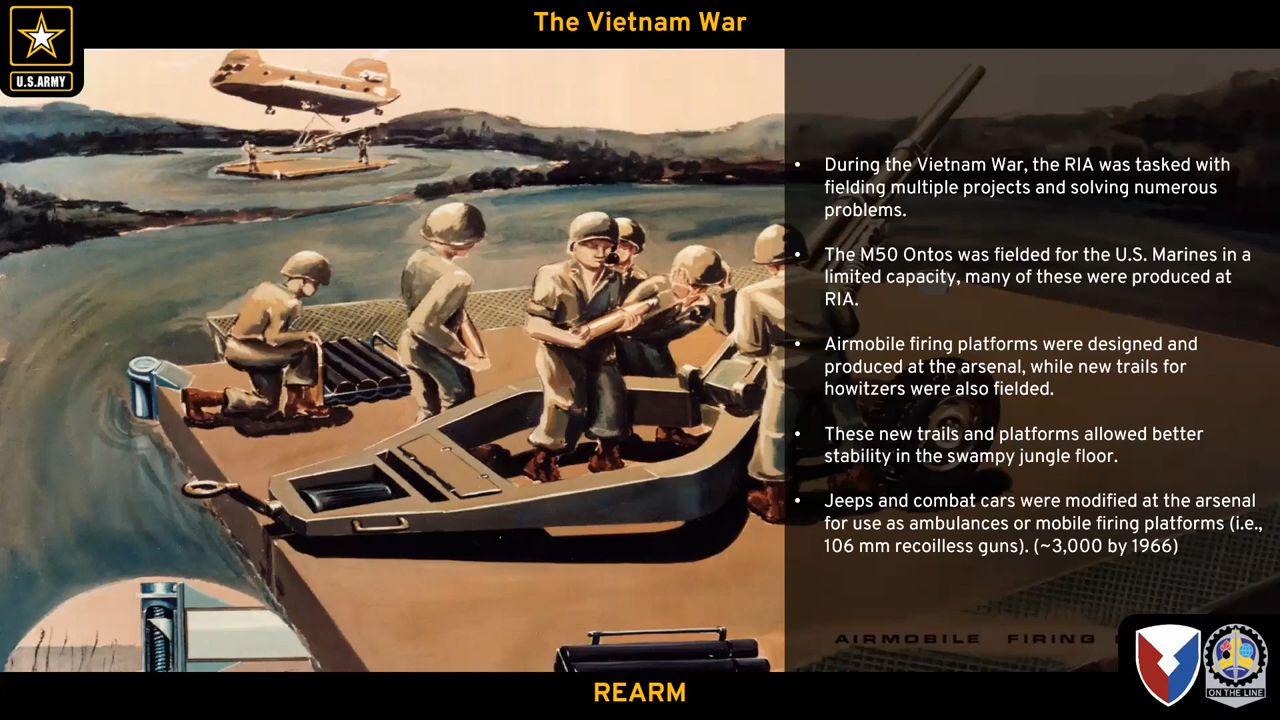 The Vietnam War
U.S.ARMY
• During the Vietnam War, the RIA was tasked with
fielding multiple projects and solving numerous
problems.
• The M50 Ontos was fielded for the U.S. Marines in a
limited capacity, many of these were produced at
RIA.
• Airmobile firing platforms were designed and
produced at the arsenal, while new trails for
howitzers were also fielded.
• These new trails and platforms allowed better
stability in the swampy jungle floor.
• Jeeps and combat cars were modified at the arsenal
for use as ambulances or mobile firing platforms (i.e.,
106 mm recoilless guns). (~3,000 by 1966)
AIRMOBILE FIRING
ON THE LINE
REARM